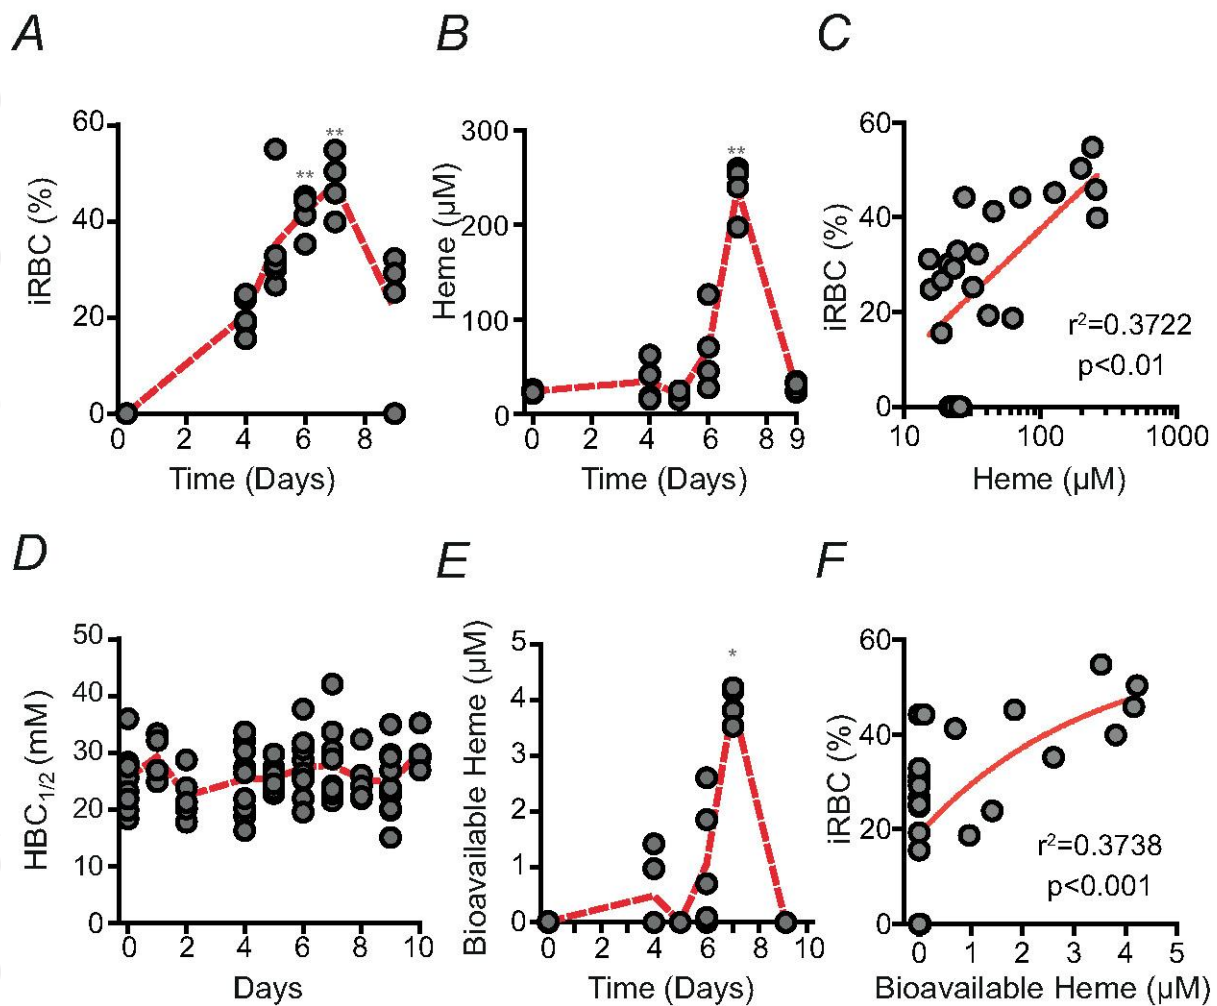 A
iRBC (%)
60
40
20
0
**
**
0
2
4
6
8
Time (Days)
B
Heme (µM)
300
200
100
0
**
0
2
4
6
8
9
Time (Days)
C
iRBC (%)
60
40
20
0
r²=0.3722
p<0.01
10
100
1000
Heme (µM)
D
HBC1/2 (mM)
50
40
30
20
10
0
0
2
4
6
8
10
Days
E
Bioavailable Heme (µM)
5
4
3
2
1
0
*
0
2
4
6
8
10
Time (Days)
F
iRBC (%)
60
40
20
0
r²=0.3738
p<0.001
0
1
2
3
4
5
Bioavailable Heme (µM)